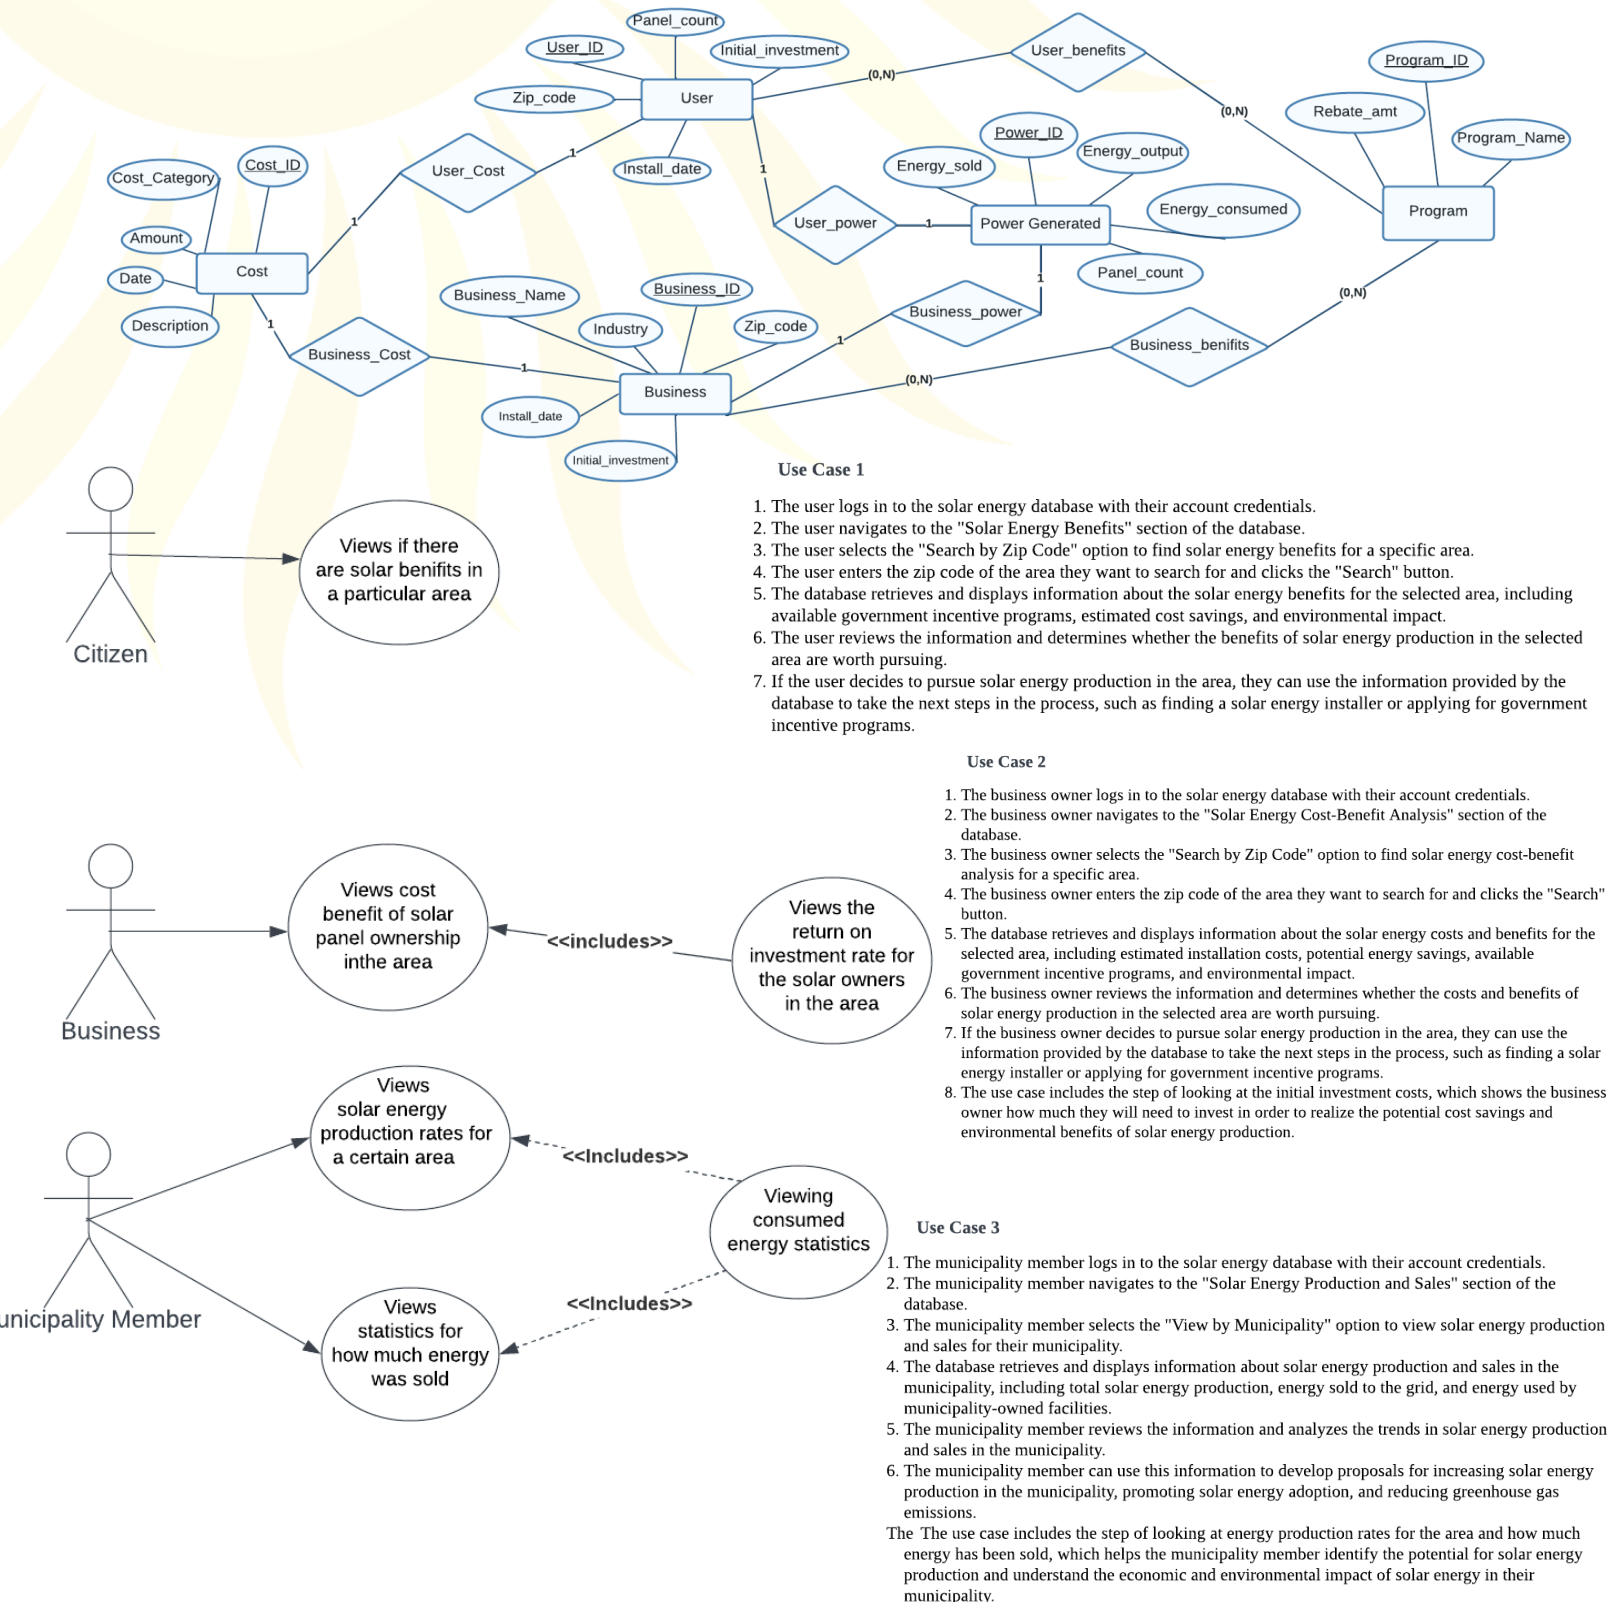 Panel_count
User_ID
Initial_investment
User_benefits
Program_ID
(0,N)
Zip_code
User
Rebate_amt
(0,N)
Program_Name
Power_ID
Energy_output
Cost_ID
Cost_Category
User_Cost
1
Install_date
1
Energy_sold
Energy_consumed
Program
1
User_power
1
Power Generated
Amount
Cost
Date
Panel_count
1
Business_Name
Business_ID
(0,N)
Description
1
Industry
Zip_code
Business_power
Business_Cost
1
1
Business_benifits
(0,N)
Business
Install_date
Initial_investment
Use Case 1
1. The user logs in to the solar energy database with their account credentials.
2. The user navigates to the "Solar Energy Benefits" section of the database.
3. The user selects the "Search by Zip Code" option to find solar energy benefits for a specific area.
4. The user enters the zip code of the area they want to search for and clicks the "Search" button.
5. The database retrieves and displays information about the solar energy benefits for the selected area, including
available government incentive programs, estimated cost savings, and environmental impact.
6. The user reviews the information and determines whether the benefits of solar energy production in the selected
area are worth pursuing.
7. If the user decides to pursue solar energy production in the area, they can use the information provided by the
database to take the next steps in the process, such as finding a solar energy installer or applying for government
incentive programs.
Views if there
are solar benifits in
a particular area
Citizen
Use Case 2
1. The business owner logs in to the solar energy database with their account credentials.
2. The business owner navigates to the "Solar Energy Cost-Benefit Analysis" section of the
database.
3. The business owner selects the "Search by Zip Code" option to find solar energy cost-benefit
analysis for a specific area.
4. The business owner enters the zip code of the area they want to search for and clicks the "Search"
button.
5. The database retrieves and displays information about the solar energy costs and benefits for the
selected area, including estimated installation costs, potential energy savings, available
government incentive programs, and environmental impact.
6. The business owner reviews the information and determines whether the costs and benefits of
solar energy production in the selected area are worth pursuing.
7. If the business owner decides to pursue solar energy production in the area, they can use the
information provided by the database to take the next steps in the process, such as finding a solar
energy installer or applying for government incentive programs.
8. The use case includes the step of looking at the initial investment costs, which shows the business
owner how much they will need to invest in order to realize the potential cost savings and
environmental benefits of solar energy production.
Views cost
benefit of solar
panel ownership
inthe area
<<includes>>
Views the
return on
investment rate for
the solar owners
in the area
Business
Views
solar energy
production rates for
a certain area
<<Includes>>
Viewing
consumed
energy statistics
<<Includes>>
Views
statistics for
how much energy
was sold
unicipality Member
Use Case 3
1. The municipality member logs in to the solar energy database with their account credentials.
2. The municipality member navigates to the "Solar Energy Production and Sales" section of the
database.
3. The municipality member selects the "View by Municipality" option to view solar energy production
and sales for their municipality.
4. The database retrieves and displays information about solar energy production and sales in the
municipality, including total solar energy production, energy sold to the grid, and energy used by
municipality-owned facilities.
5. The municipality member reviews the information and analyzes the trends in solar energy production
and sales in the municipality.
6. The municipality member can use this information to develop proposals for increasing solar energy
production in the municipality, promoting solar energy adoption, and reducing greenhouse gas
emissions.
The The use case includes the step of looking at energy production rates for the area and how much
energy has been sold, which helps the municipality member identify the potential for solar energy
production and understand the economic and environmental impact of solar energy in their
municipality.